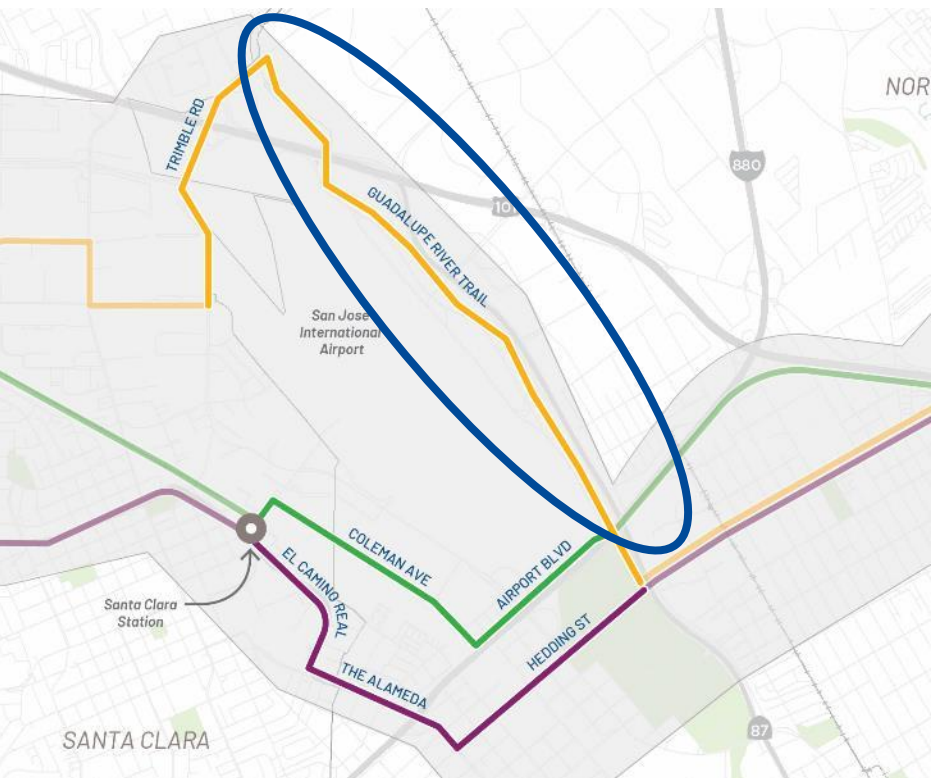 NOR
TRIMBLE RD
880
101
GUADALUPE RIVER TRAIL
San Jose
International
Airport
COLEMAN AVE
AIRPORT BLVD
EL CAMINO REAL
Santa Clara
Station
HEDDING ST
THE ALAMEDA
SANTA CLARA
87